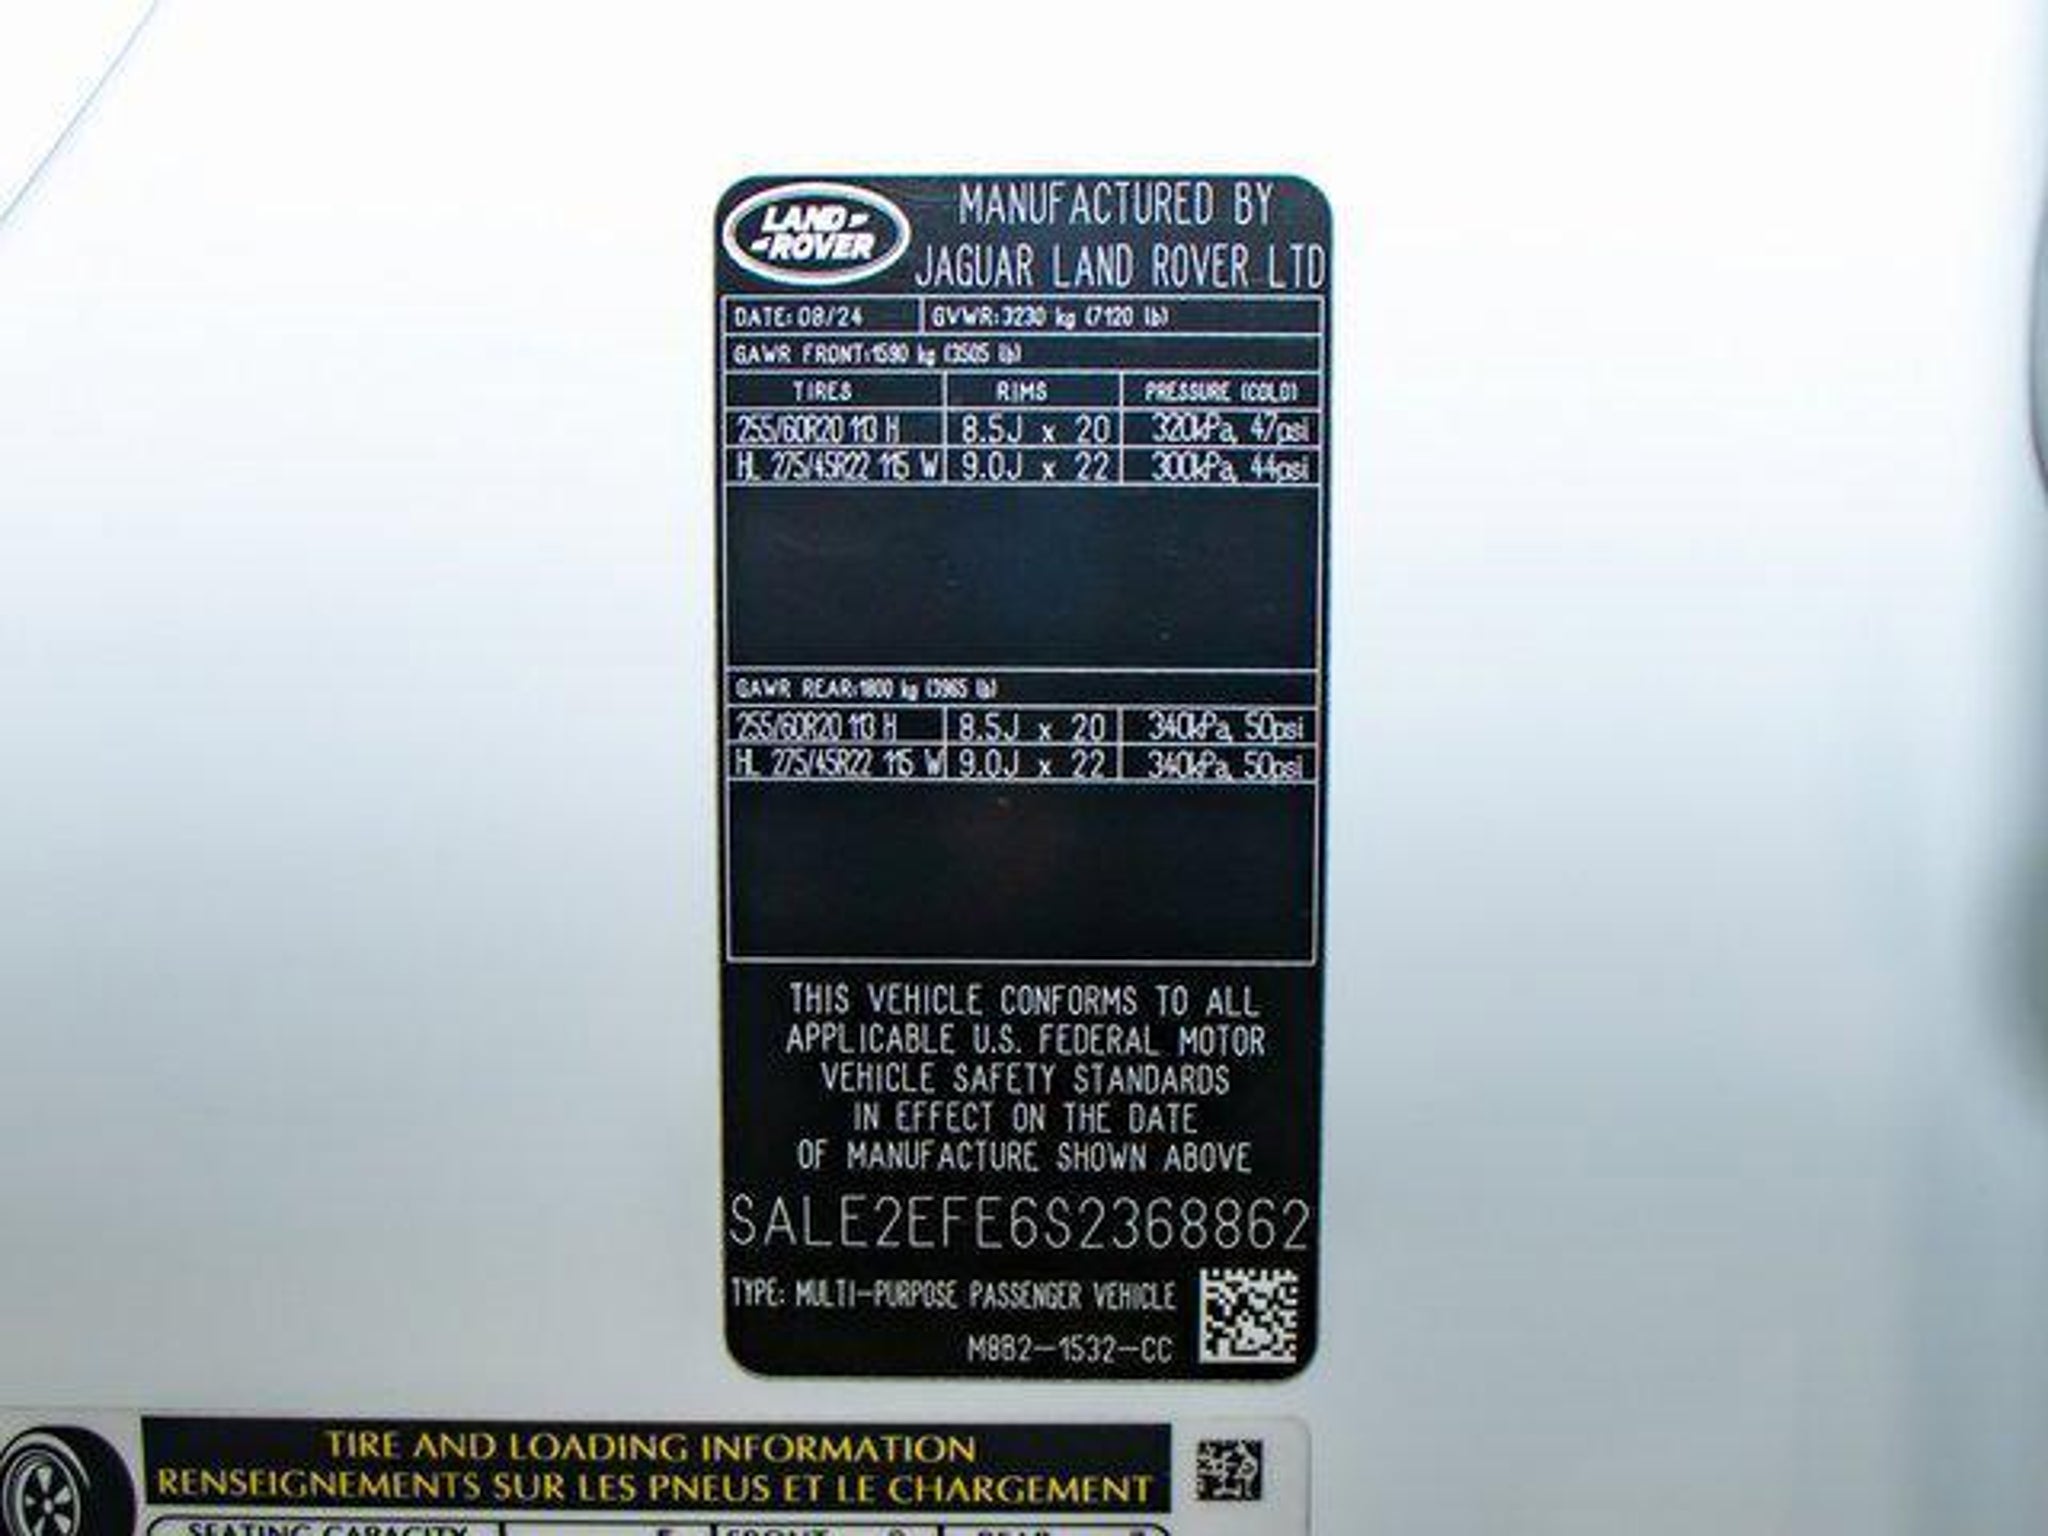 LAND ROVER
MANUFACTURED BY
JAGUAR LAND ROVER LTD
DATE: 08/24 GVWR:3230 kg (7120 lb)
GAWR FRONT:1590 kg (3505 lb)
TIRES RIMS PRESSURE (COLD)
255/60R20 113 H 8.5J x 20 320kPa, 47psi
HL 275/45R22 115 W 9.0J x 22 300kPa, 44psi
GAWR REAR:1800 kg (3965 lb)
255/60R20 113 H 8.5J x 20 340kPa, 50psi
HL 275/45R22 115 W 9.0J x 22 340kPa, 50psi
THIS VEHICLE CONFORMS TO ALL
APPLICABLE U.S. FEDERAL MOTOR
VEHICLE SAFETY STANDARDS
IN EFFECT ON THE DATE
OF MANUFACTURE SHOWN ABOVE
SALE2EFE6S2368862
TYPE: MULTI-PURPOSE PASSENGER VEHICLE
M8B2-1532-CC
TIRE AND LOADING INFORMATION
RENSEIGNEMENTS SUR LES PNEUS ET LE CHARGEMENT
SEATING CAPACITY FRONT REAR